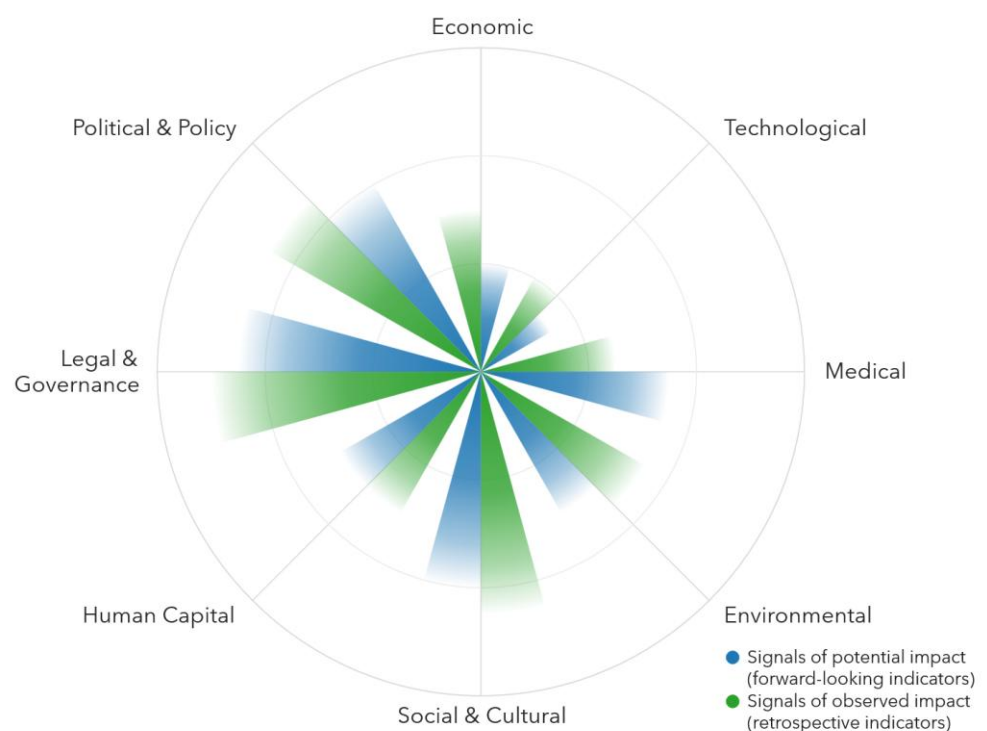 Economic
Political & Policy
Technological
Legal &
Governance
Medical
Human Capital
Environmental
Social & Cultural
Signals of potential impact
(forward-looking indicators)
Signals of observed impact
(retrospective indicators)